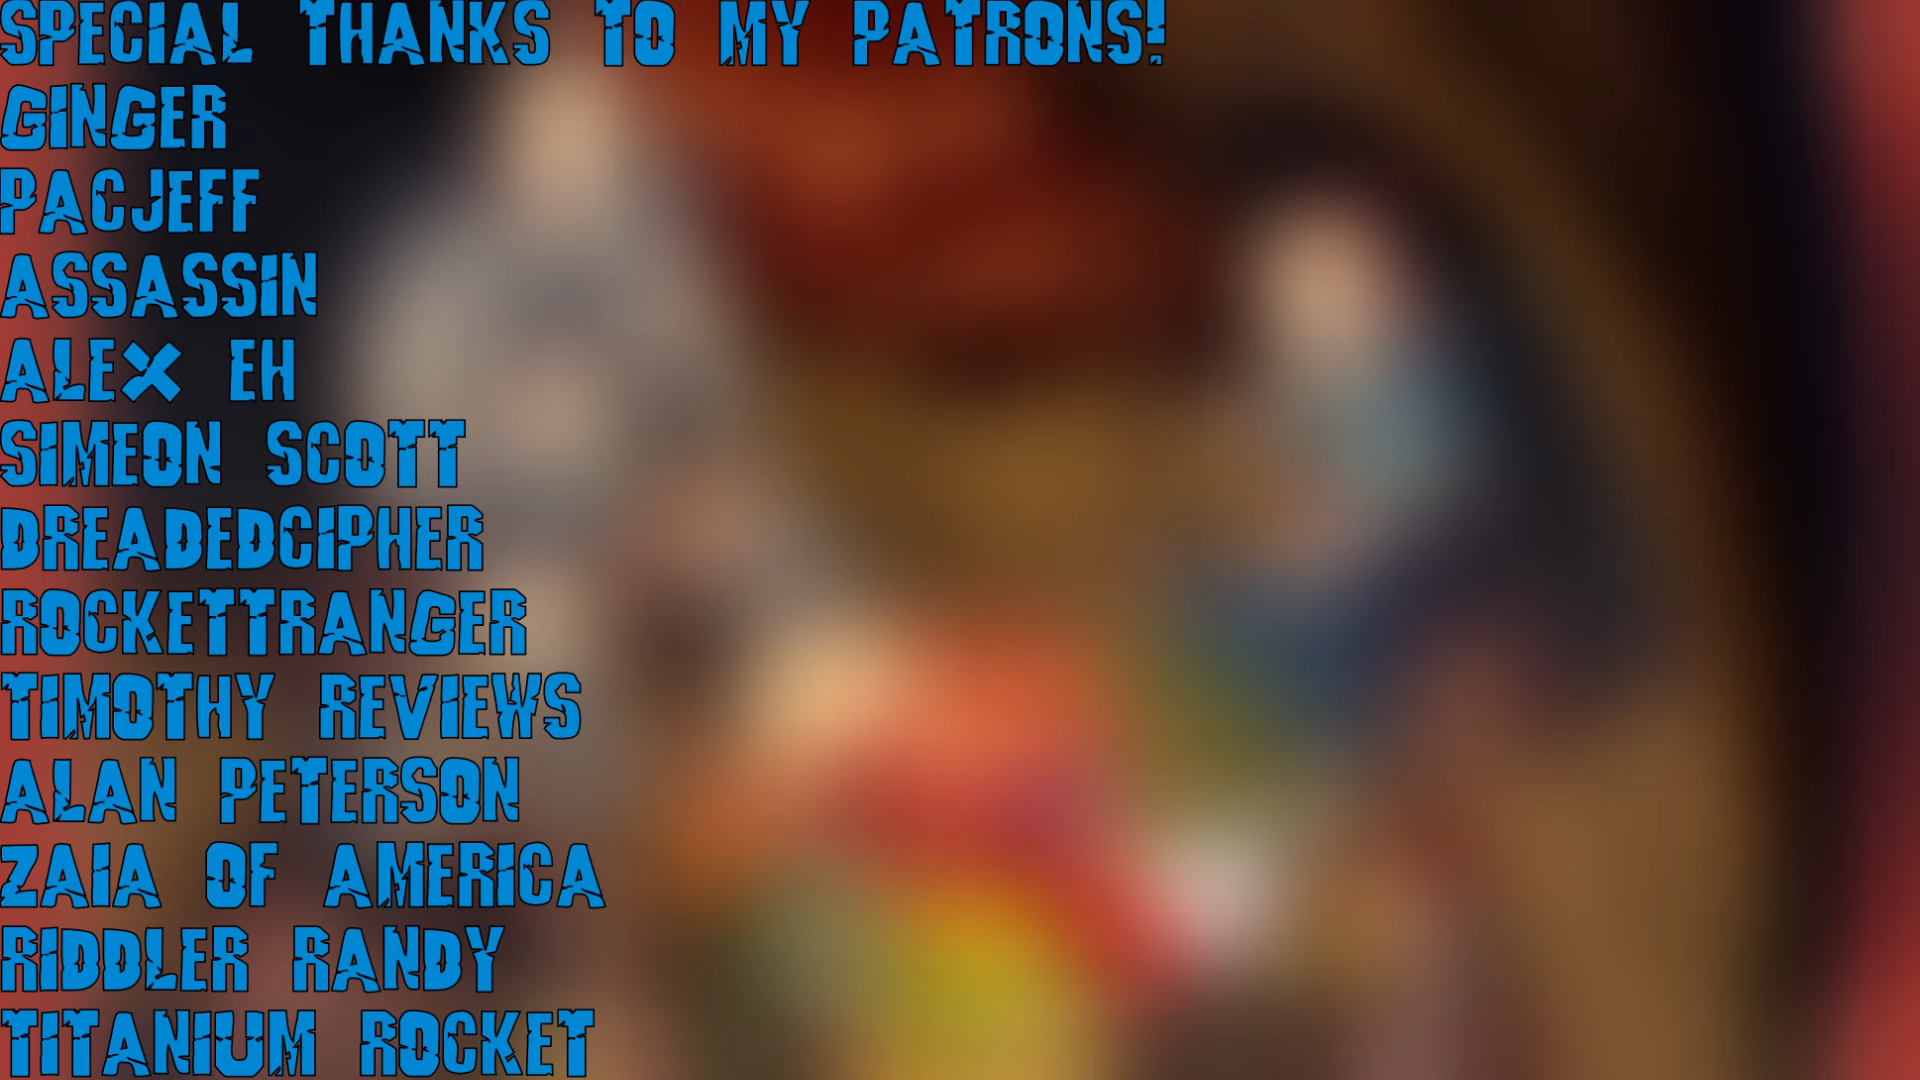 SPECIAL THANKS TO MY PATRONS!
GINGER
PACJEFF
ASSASSIN
ALEX EH
SIMEON SCOTT
DREADEDCIPHER
ROCKETTRANGER
TIMOTHY REVIEWS
ALAN PETERSON
ZAIA OF AMERICA
RIDDLER RANDY
TITANIUM ROCKET